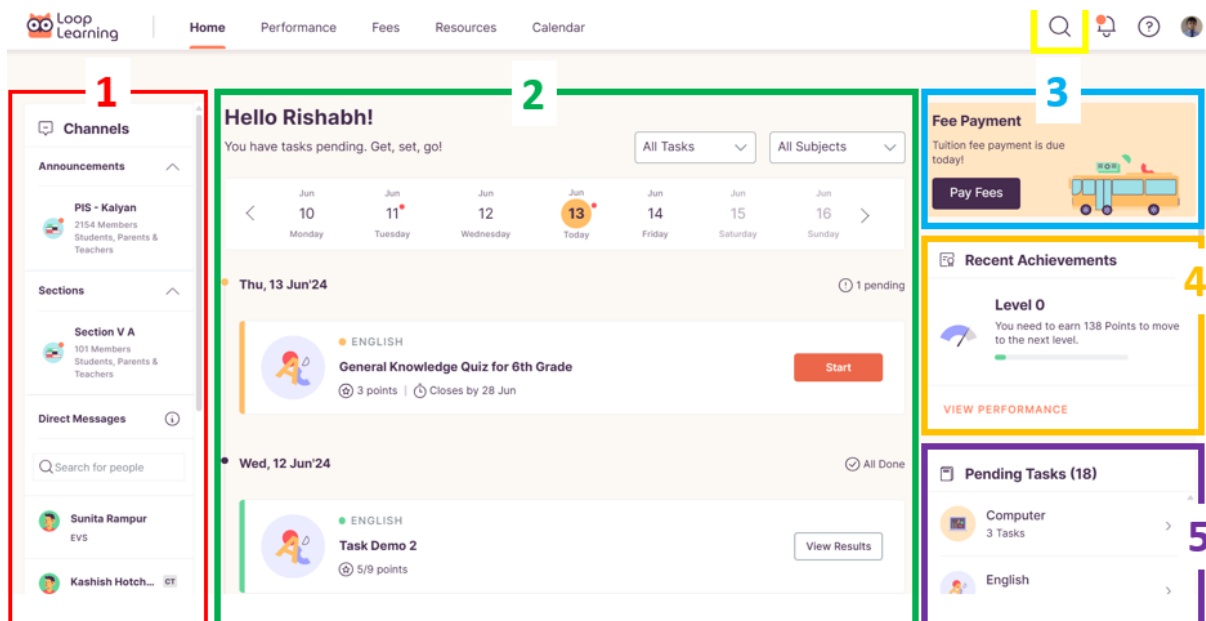 Loop
Learning
Home Performance Fees Resources Calendar
1
2
3
4
5
Channels
Announcements
PIS - Kalyan
2154 Members
Students, Parents &
Teachers
Sections
Section V A
101 Members
Students, Parents &
Teachers
Direct Messages
Search for people
Sunita Rampur
EVS
Kashish Hotch... CT
Hello Rishabh!
You have tasks pending. Get, set, go!
All Tasks All Subjects
Jun Jun Jun Jun Jun Jun Jun
10 11 12 13 14 15 16
Monday Tuesday Wednesday Today Friday Saturday Sunday
Thu, 13 Jun'24 1 pending
ENGLISH
General Knowledge Quiz for 6th Grade
3 points | Closes by 28 Jun
Start
Wed, 12 Jun'24 All Done
ENGLISH
Task Demo 2
5/9 points
View Results
Fee Payment
Tuition fee payment is due
today!
Pay Fees
Recent Achievements
Level 0
You need to earn 138 Points to move
to the next level.
VIEW PERFORMANCE
Pending Tasks (18)
Computer
3 Tasks
English